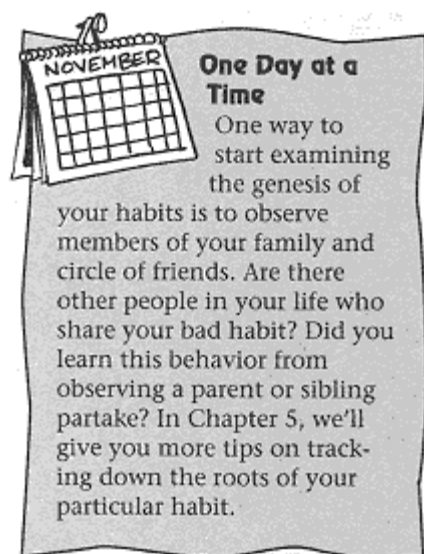 NOVEMBER
One Day at a
Time
One way to
start examining
the genesis of
your habits is to observe
members of your family and
circle of friends. Are there
other people in your life who
share your bad habit? Did you
learn this behavior from
observing a parent or sibling
partake? In Chapter 5, we'll
give you more tips on track-
ing down the roots of your
particular habit.